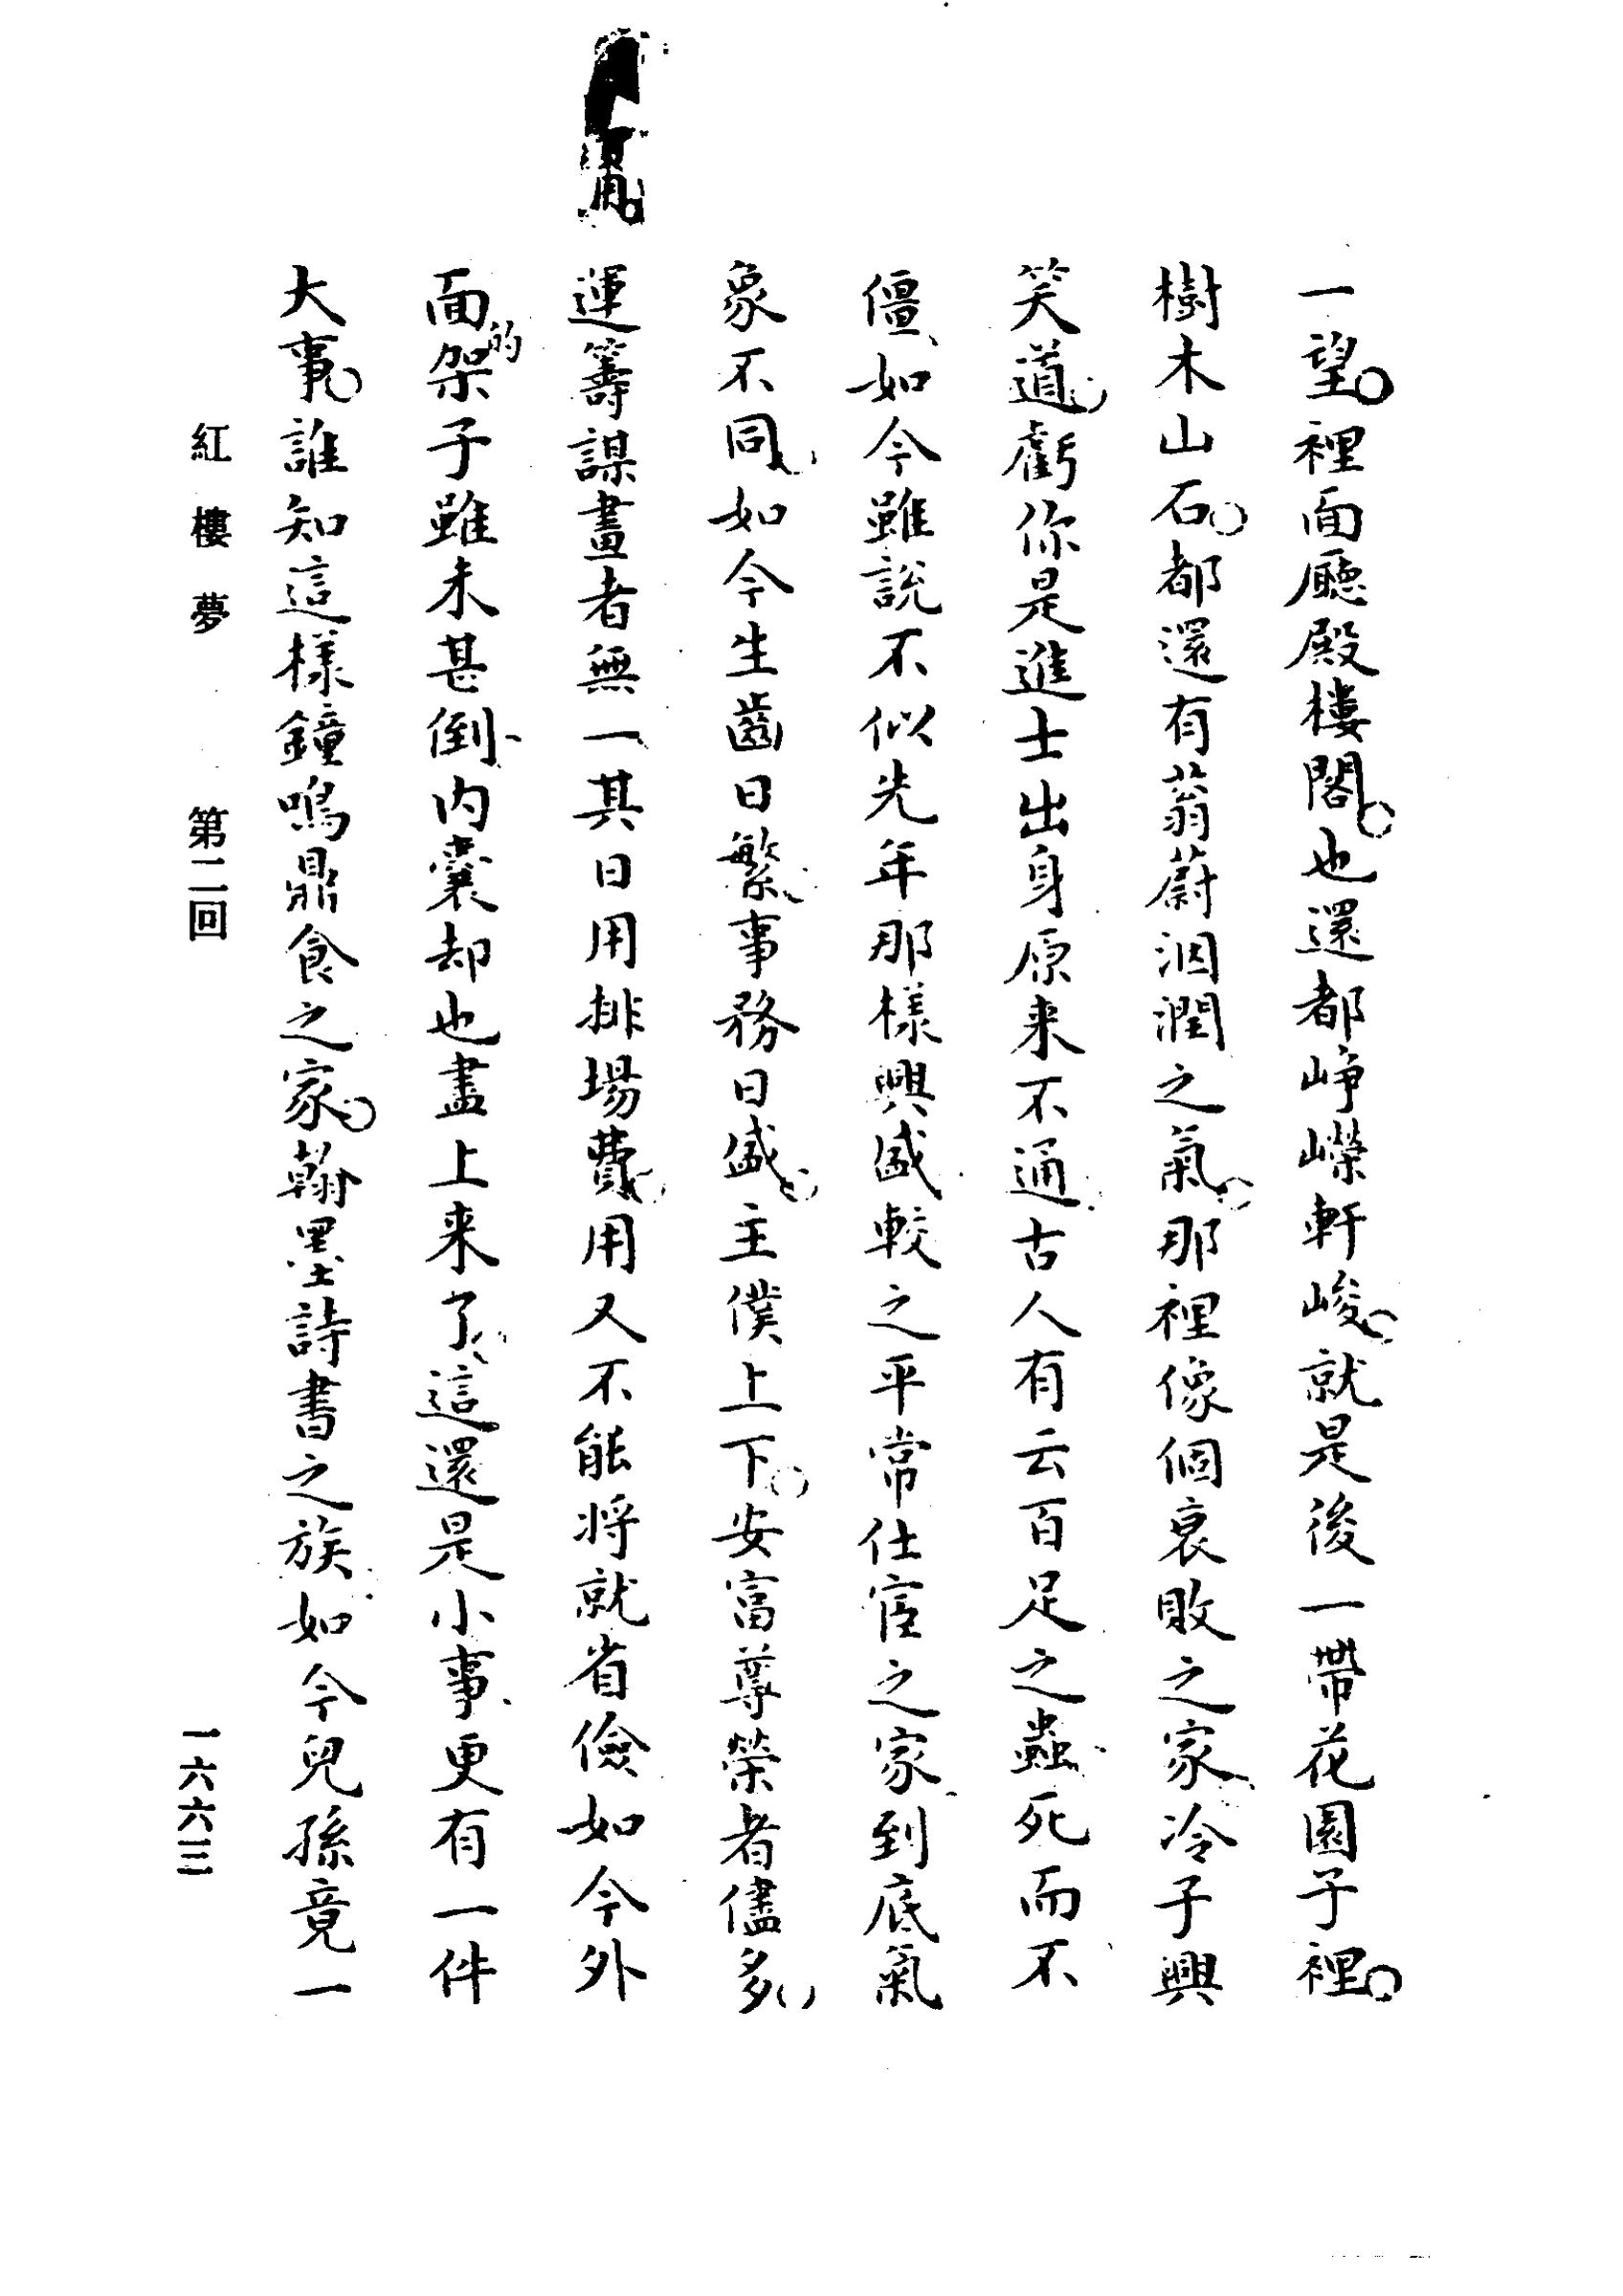 一望裡面廳殿樓閣也還都崢嶸軒峻就是後一帶花園子裡
樹木山石都還有蓊蔚洇潤之氣那裡像個衰敗之家冷子興
笑道虧你是進士出身原来不通古人有云百足之蟲死而不
僵如今雖說不似先年那樣興盛較之平常仕宦之家到底氣
象不同如今生齒日繁事務日盛主僕上下安富尊榮者儘多
運籌謀畫者無一其日用排場費用又不能将就省儉如今外
面的架子雖未甚倒内囊却也盡上来了這還是小事更有一件
大事誰知這樣鐘鳴鼎食之家翰墨詩書之族如今兒孫竟一
紅樓夢 第二回 一六六三